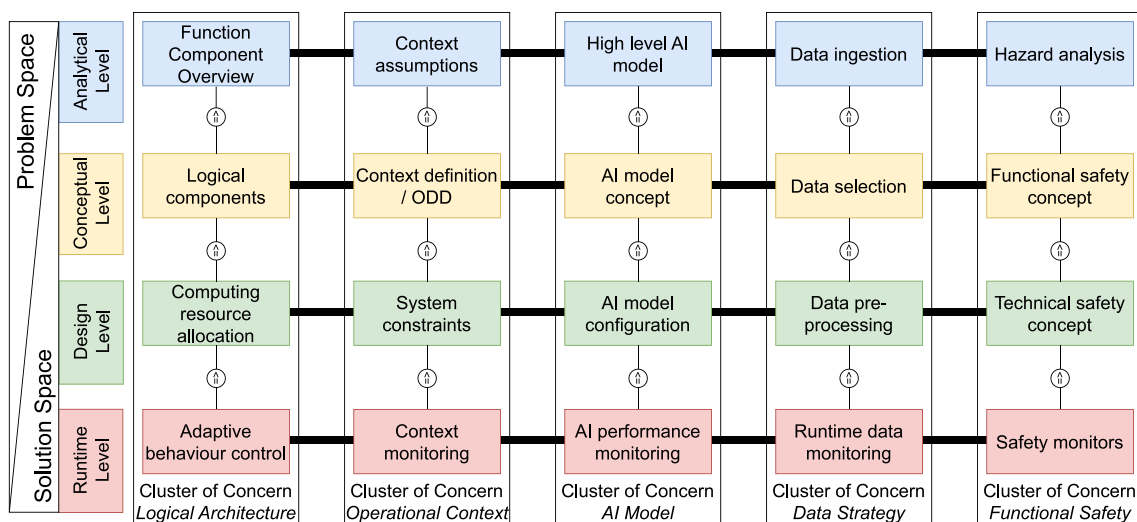 Problem Space
Solution Space
Analytical
Level
Function
Component
Overview
Context
assumptions
High level AI
model
Data ingestion
Hazard analysis
Conceptual
Level
Logical
components
Context definition
/ ODD
AI model
concept
Data selection
Functional safety
concept
Design
Level
Computing
resource
allocation
System
constraints
AI model
configuration
Data pre-
processing
Technical safety
concept
Runtime
Level
Adaptive
behaviour control
Context
monitoring
AI performance
monitoring
Runtime data
monitoring
Safety monitors
Cluster of Concern
Logical Architecture
Cluster of Concern
Operational Context
Cluster of Concern
AI Model
Cluster of Concern
Data Strategy
Cluster of Concern
Functional Safety